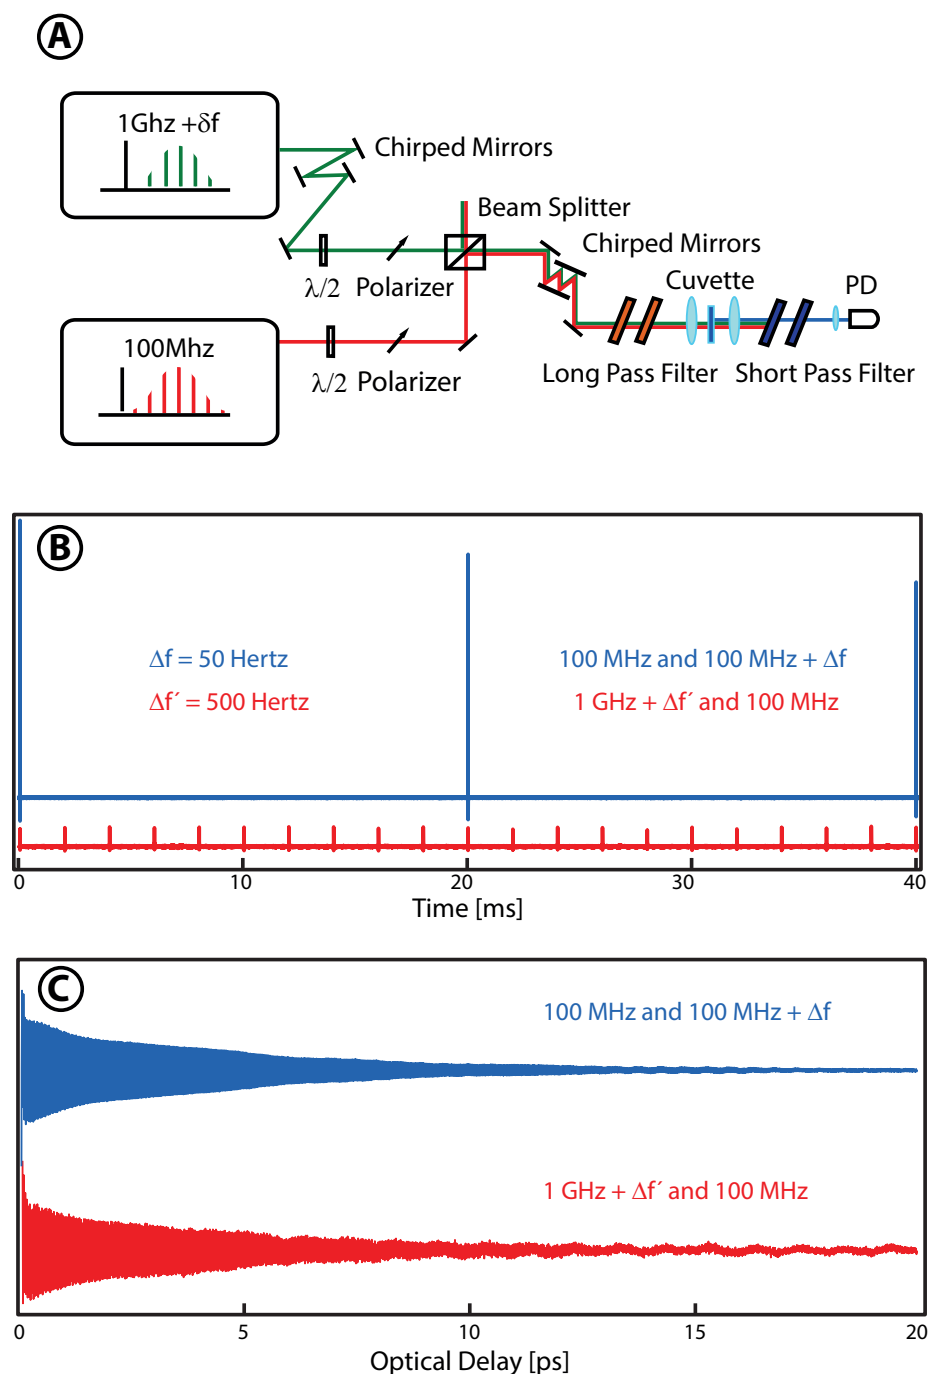 A
1Ghz +δf
Chirped Mirrors
Beam Splitter
Chirped Mirrors
λ/2 Polarizer
Cuvette
PD
100Mhz
λ/2 Polarizer
Long Pass Filter Short Pass Filter
B
Δf = 50 Hertz
100 MHz and 100 MHz + Δf
Δf´ = 500 Hertz
1 GHz + Δf´ and 100 MHz
0 10 20 30 40
Time [ms]
C
100 MHz and 100 MHz + Δf
1 GHz + Δf´ and 100 MHz
0 5 10 15 20
Optical Delay [ps]